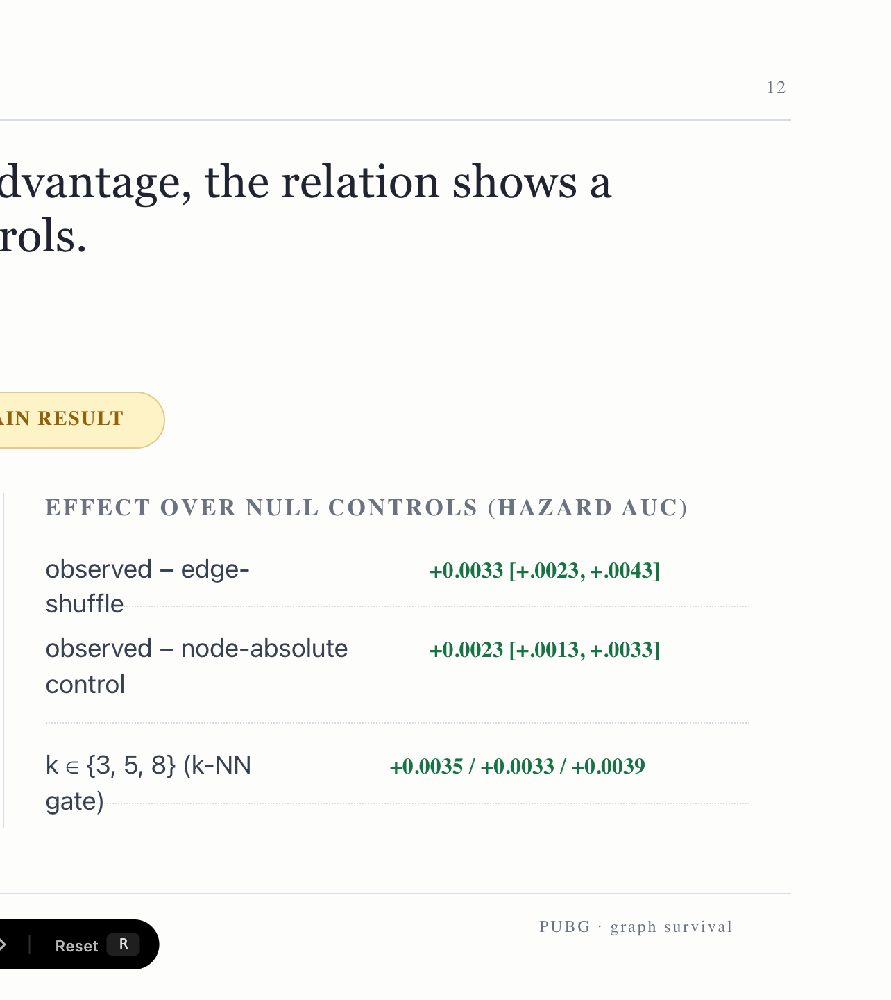 12
dvantage, the relation shows a
rols.
AIN RESULT
EFFECT OVER NULL CONTROLS (HAZARD AUC)
observed – edge- +0.0033 [+.0023, +.0043]
shuffle
observed – node-absolute +0.0023 [+.0013, +.0033]
control
k ∈ {3, 5, 8} (k-NN +0.0035 / +0.0033 / +0.0039
gate)
PUBG · graph survival
Reset R